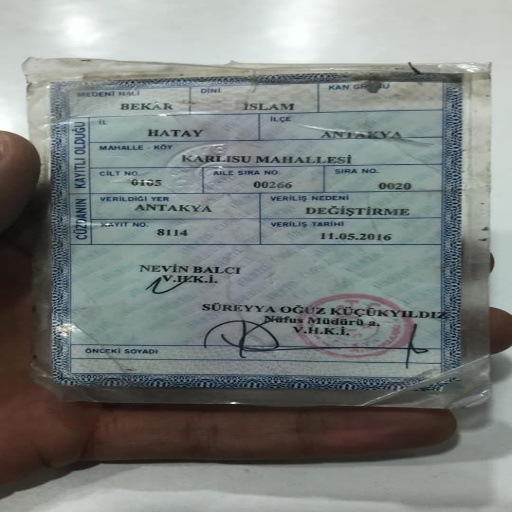 MEDENİ HALİ DİNİ KAN GRUBU
BEKÂR İSLAM
İL İLÇE
HATAY ANTAKYA
MAHALLE - KÖY
KARLISU MAHALLESİ
CİLT NO. AİLE SIRA NO. SIRA NO.
0105 00266 0020
VERİLDİĞİ YER VERİLİŞ NEDENİ
ANTAKYA DEĞİŞTİRME
KAYIT NO. VERİLİŞ TARİHİ
8114 11.05.2016
CÜZDANIN KAYITLI OLDUĞU
NEVİN BALCI
V.H.K.İ.
SÜREYYA OĞUZ KÜÇÜKYILDIZ
Nüfus Müdürü a.
V.H.K.İ.
ÖNCEKİ SOYADI